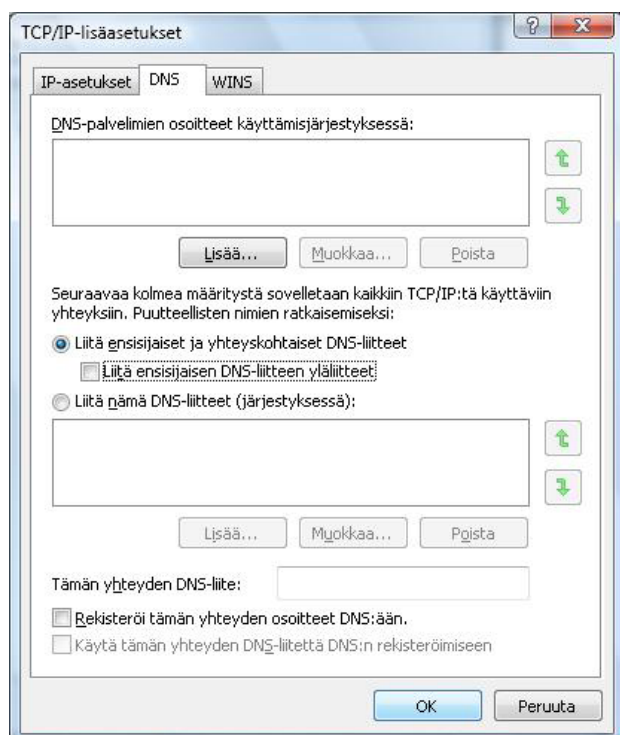 TCP/IP-lisäasetukset
IP-asetukset DNS WINS
DNS-palvelimien osoitteet käyttämisjärjestyksessä:
Lisää... Muokkaa... Poista
Seuraavaa kolmea määritystä sovelletaan kaikkiin TCP/IP:tä käyttäviin
yhteyksiin. Puutteellisten nimien ratkaisemiseksi:
Liitä ensisijaiset ja yhteyskohtaiset DNS-liitteet
Liitä ensisijaisen DNS-liitteen yläliitteet
Liitä nämä DNS-liitteet (järjestyksessä):
Lisää... Muokkaa... Poista
Tämän yhteyden DNS-liite:
Rekisteröi tämän yhteyden osoitteet DNS:ään.
Käytä tämän yhteyden DNS-liitettä DNS:n rekisteröimiseen
OK Peruuta